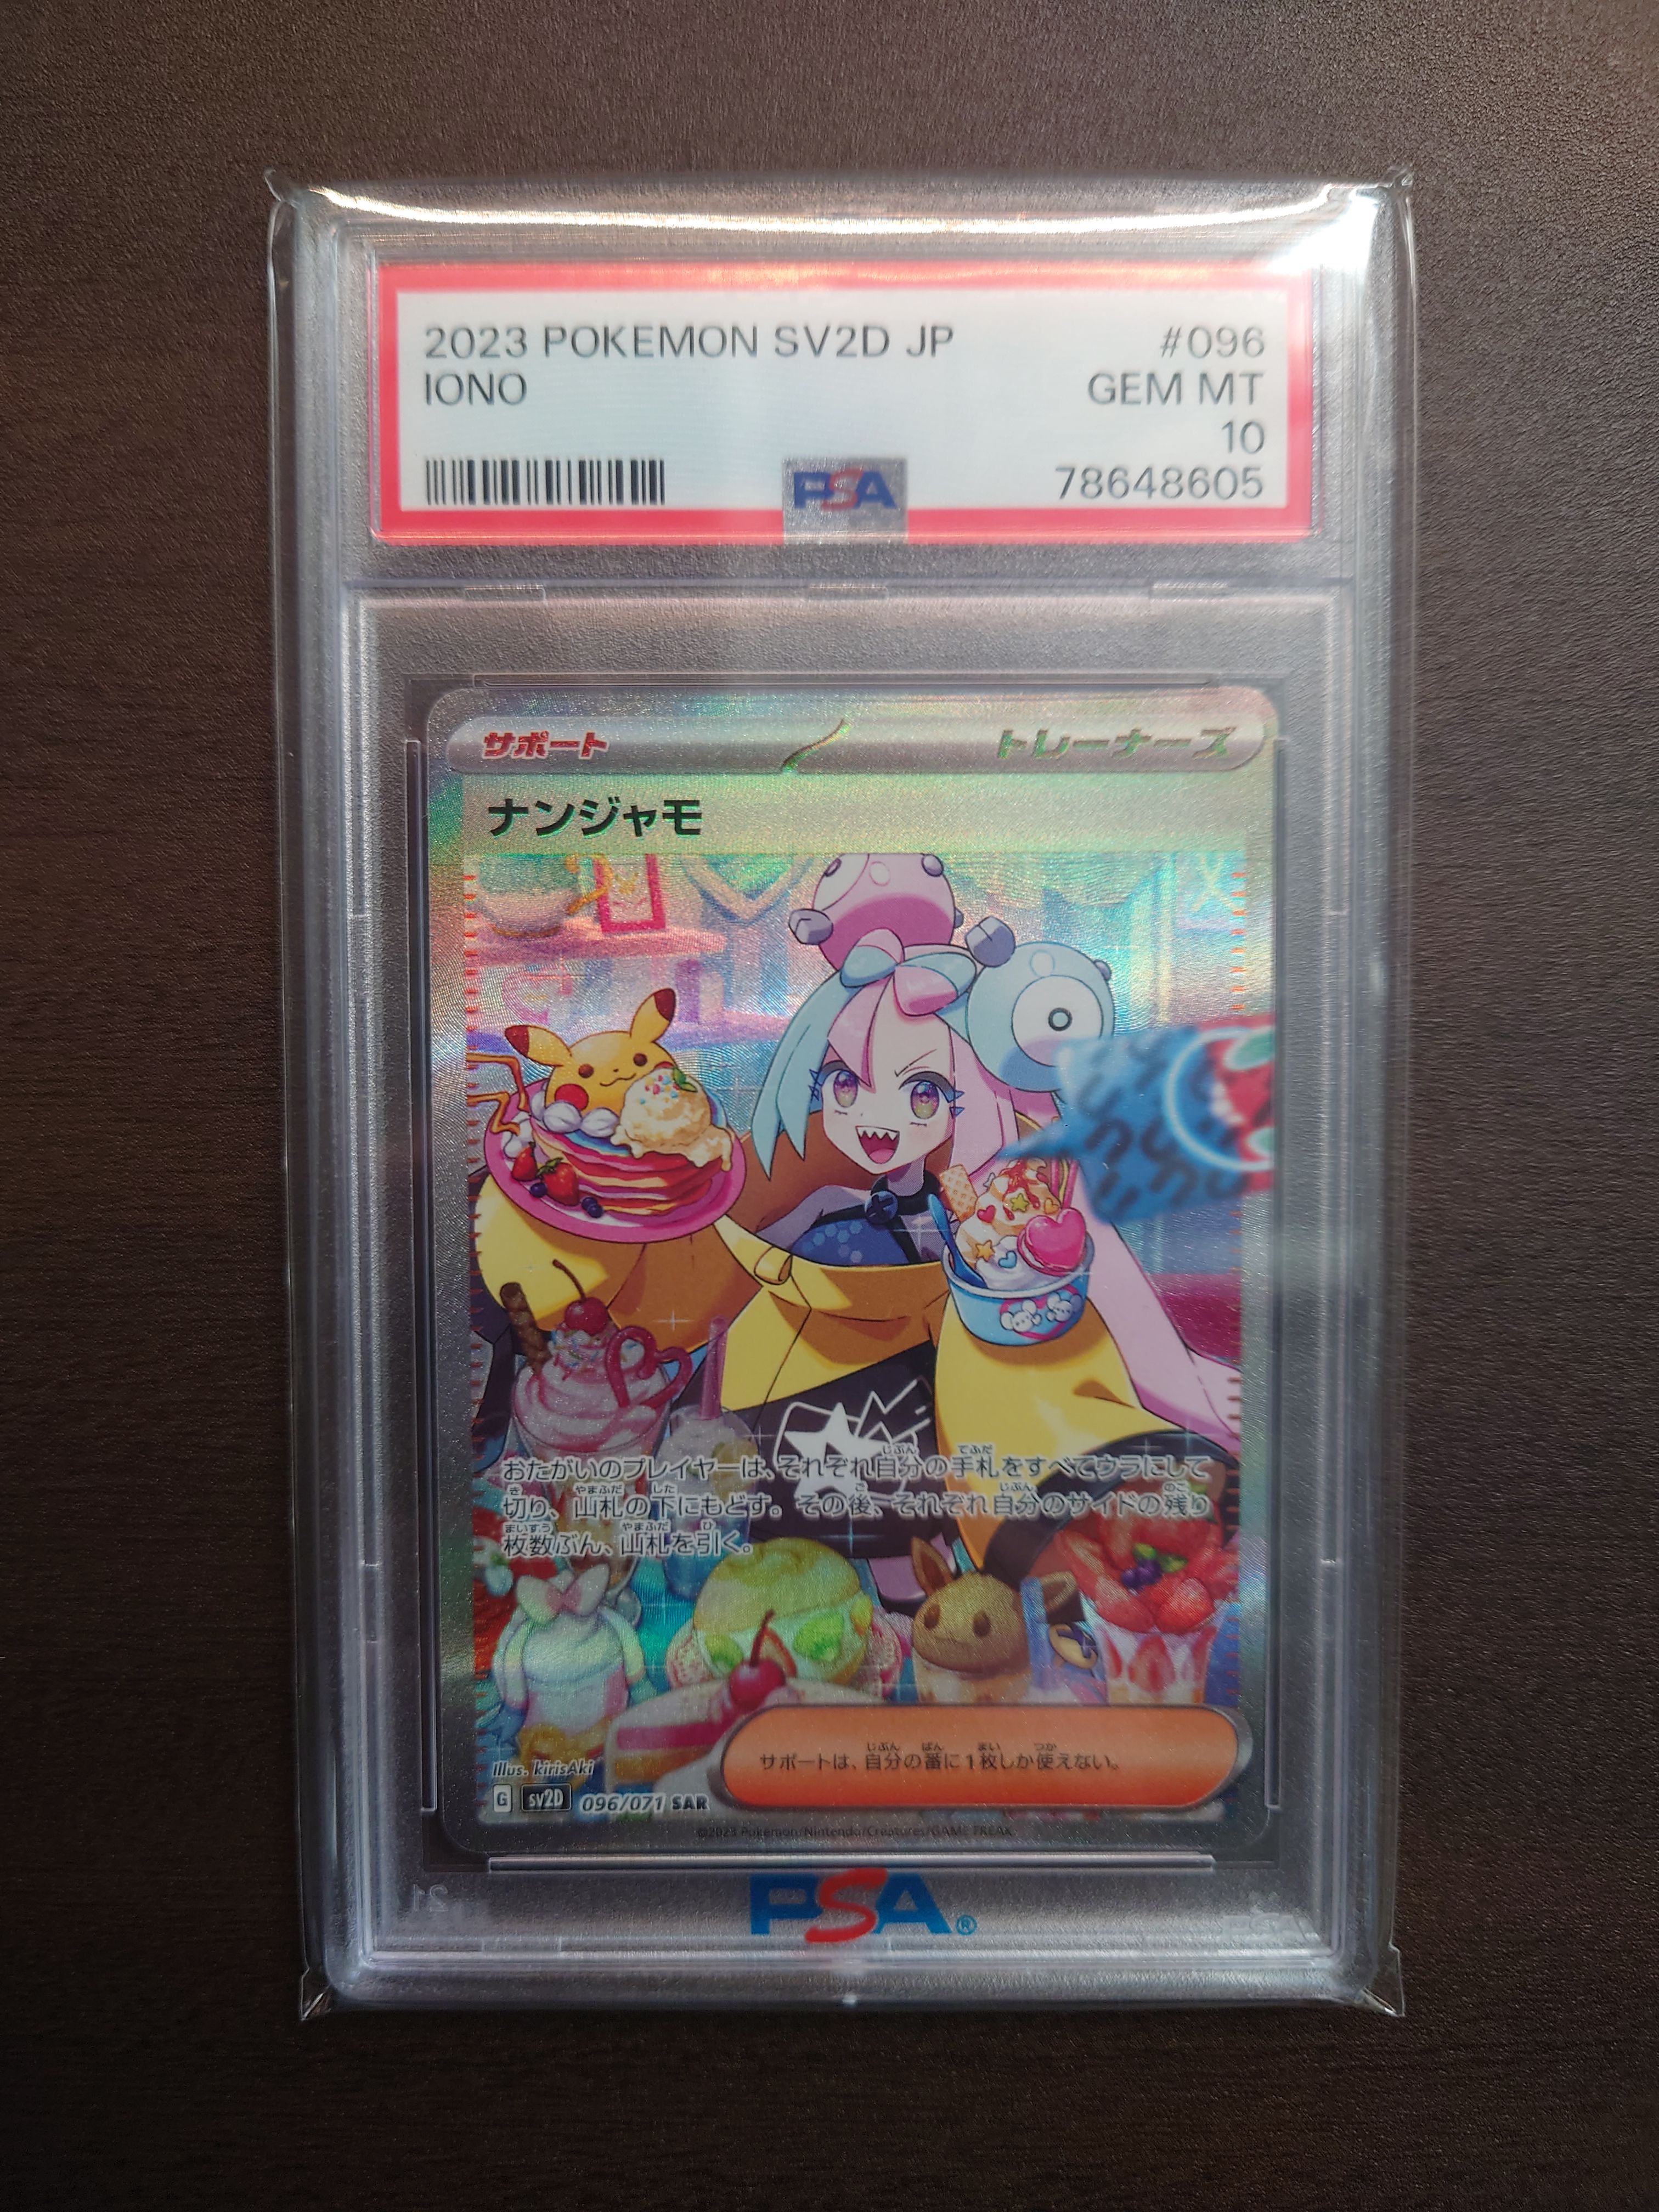 2023 POKEMON SV2D JP #096
IONO GEM MT
10
PSA 78648605
サポート トレーナーズ
ナンジャモ
おたがいのプレイヤーは、それぞれ自分の手札をすべてウラにして
切り、山札の下にもどす。その後、それぞれ自分のサイドの残り
枚数ぶん、山札を引く。
サポートは、自分の番に1枚しか使えない。
Illus. kirisAki
G sv2D 096/071 SAR
©2023 Pokémon/Nintendo/Creatures/GAME FREAK
PSA®